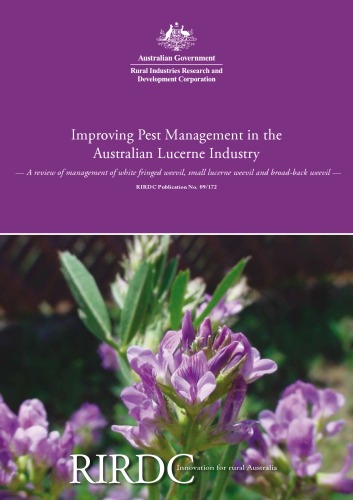 Australian Government
Rural Industries Research and
Development Corporation
Improving Pest Management in the
Australian Lucerne Industry
— A review of management of white fringed weevil, small lucerne weevil and broad-back weevil —
RIRDC Publication No. 09/172
RIRDC Innovation for rural Australia